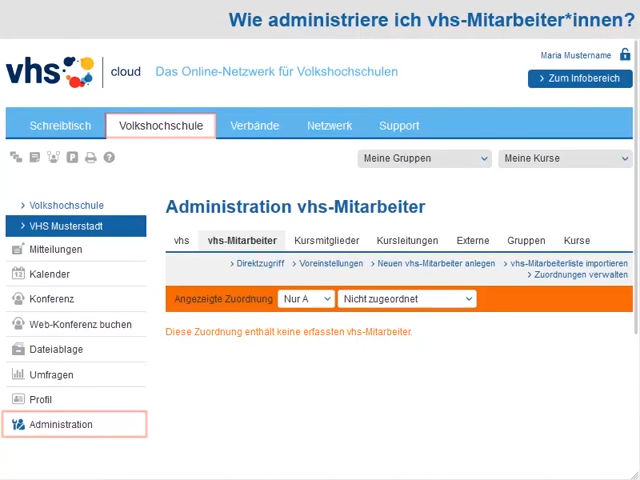 Wie administriere ich vhs-Mitarbeiter*innen?
vhs cloud Das Online-Netzwerk für Volkshochschulen
Maria Mustername
Zum Infobereich
Schreibtisch Volkshochschule Verbände Netzwerk Support
Meine Gruppen Meine Kurse
Volkshochschule
VHS Musterstadt
Mitteilungen
Kalender
Konferenz
Web-Konferenz buchen
Dateiablage
Umfragen
Profil
Administration
Administration vhs-Mitarbeiter
vhs vhs-Mitarbeiter Kursmitglieder Kursleitungen Externe Gruppen Kurse
Direktzugriff Voreinstellungen Neuen vhs-Mitarbeiter anlegen vhs-Mitarbeiterliste importieren
Zuordnungen verwalten
Angezeigte Zuordnung Nur A Nicht zugeordnet
Diese Zuordnung enthält keine erfassten vhs-Mitarbeiter.